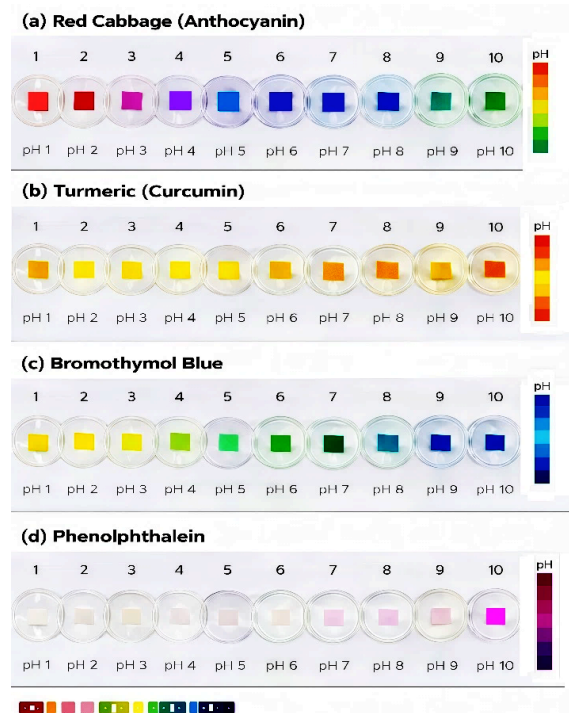 (a) Red Cabbage (Anthocyanin)
1 2 3 4 5 6 7 8 9 10 pH
pH 1 pH 2 pH 3 pH 4 pH 5 pH 6 pH 7 pH 8 pH 9 pH 10
(b) Turmeric (Curcumin)
1 2 3 4 5 6 7 8 9 10 pH
pH 1 pH 2 pH 3 pH 4 pH 5 pH 6 pH 7 pH 8 pH 9 pH 10
(c) Bromothymol Blue
1 2 3 4 5 6 7 8 9 10 pH
pH 1 pH 2 pH 3 pH 4 pH 5 pH 6 pH 7 pH 8 pH 9 pH 10
(d) Phenolphthalein
1 2 3 4 5 6 7 8 9 10 pH
pH 1 pH 2 pH 3 pH 4 pH 5 pH 6 pH 7 pH 8 pH 9 pH 10